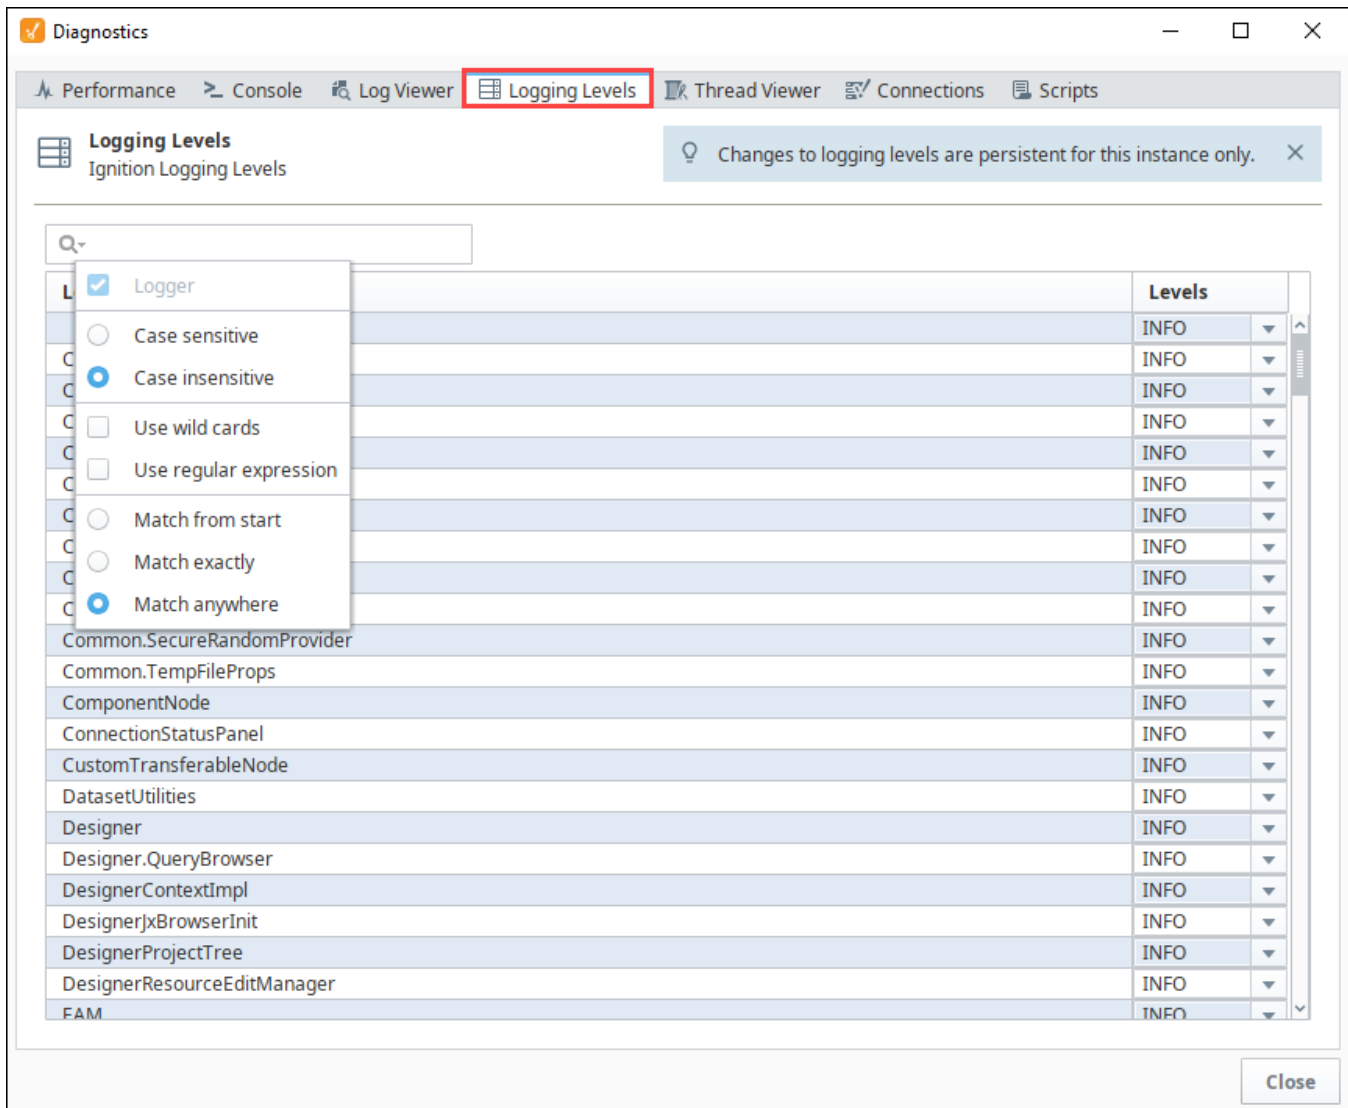 Diagnostics
Performance Console Log Viewer Logging Levels Thread Viewer Connections Scripts
Logging Levels
Ignition Logging Levels
Changes to logging levels are persistent for this instance only.
Levels
Logger
INFO
Case sensitive
INFO
Case insensitive
INFO
INFO
Use wild cards
INFO
Use regular expression
INFO
Match from start
INFO
INFO
Match exactly
INFO
Match anywhere
INFO
Common.SecureRandomProvider INFO
Common.TempFileProps INFO
ComponentNode INFO
ConnectionStatusPanel INFO
CustomTransferableNode INFO
DatasetUtilities INFO
Designer INFO
Designer.QueryBrowser INFO
DesignerContextImpl INFO
DesignerJxBrowserInit INFO
DesignerProjectTree INFO
DesignerResourceEditManager INFO
EAM INFO
Close